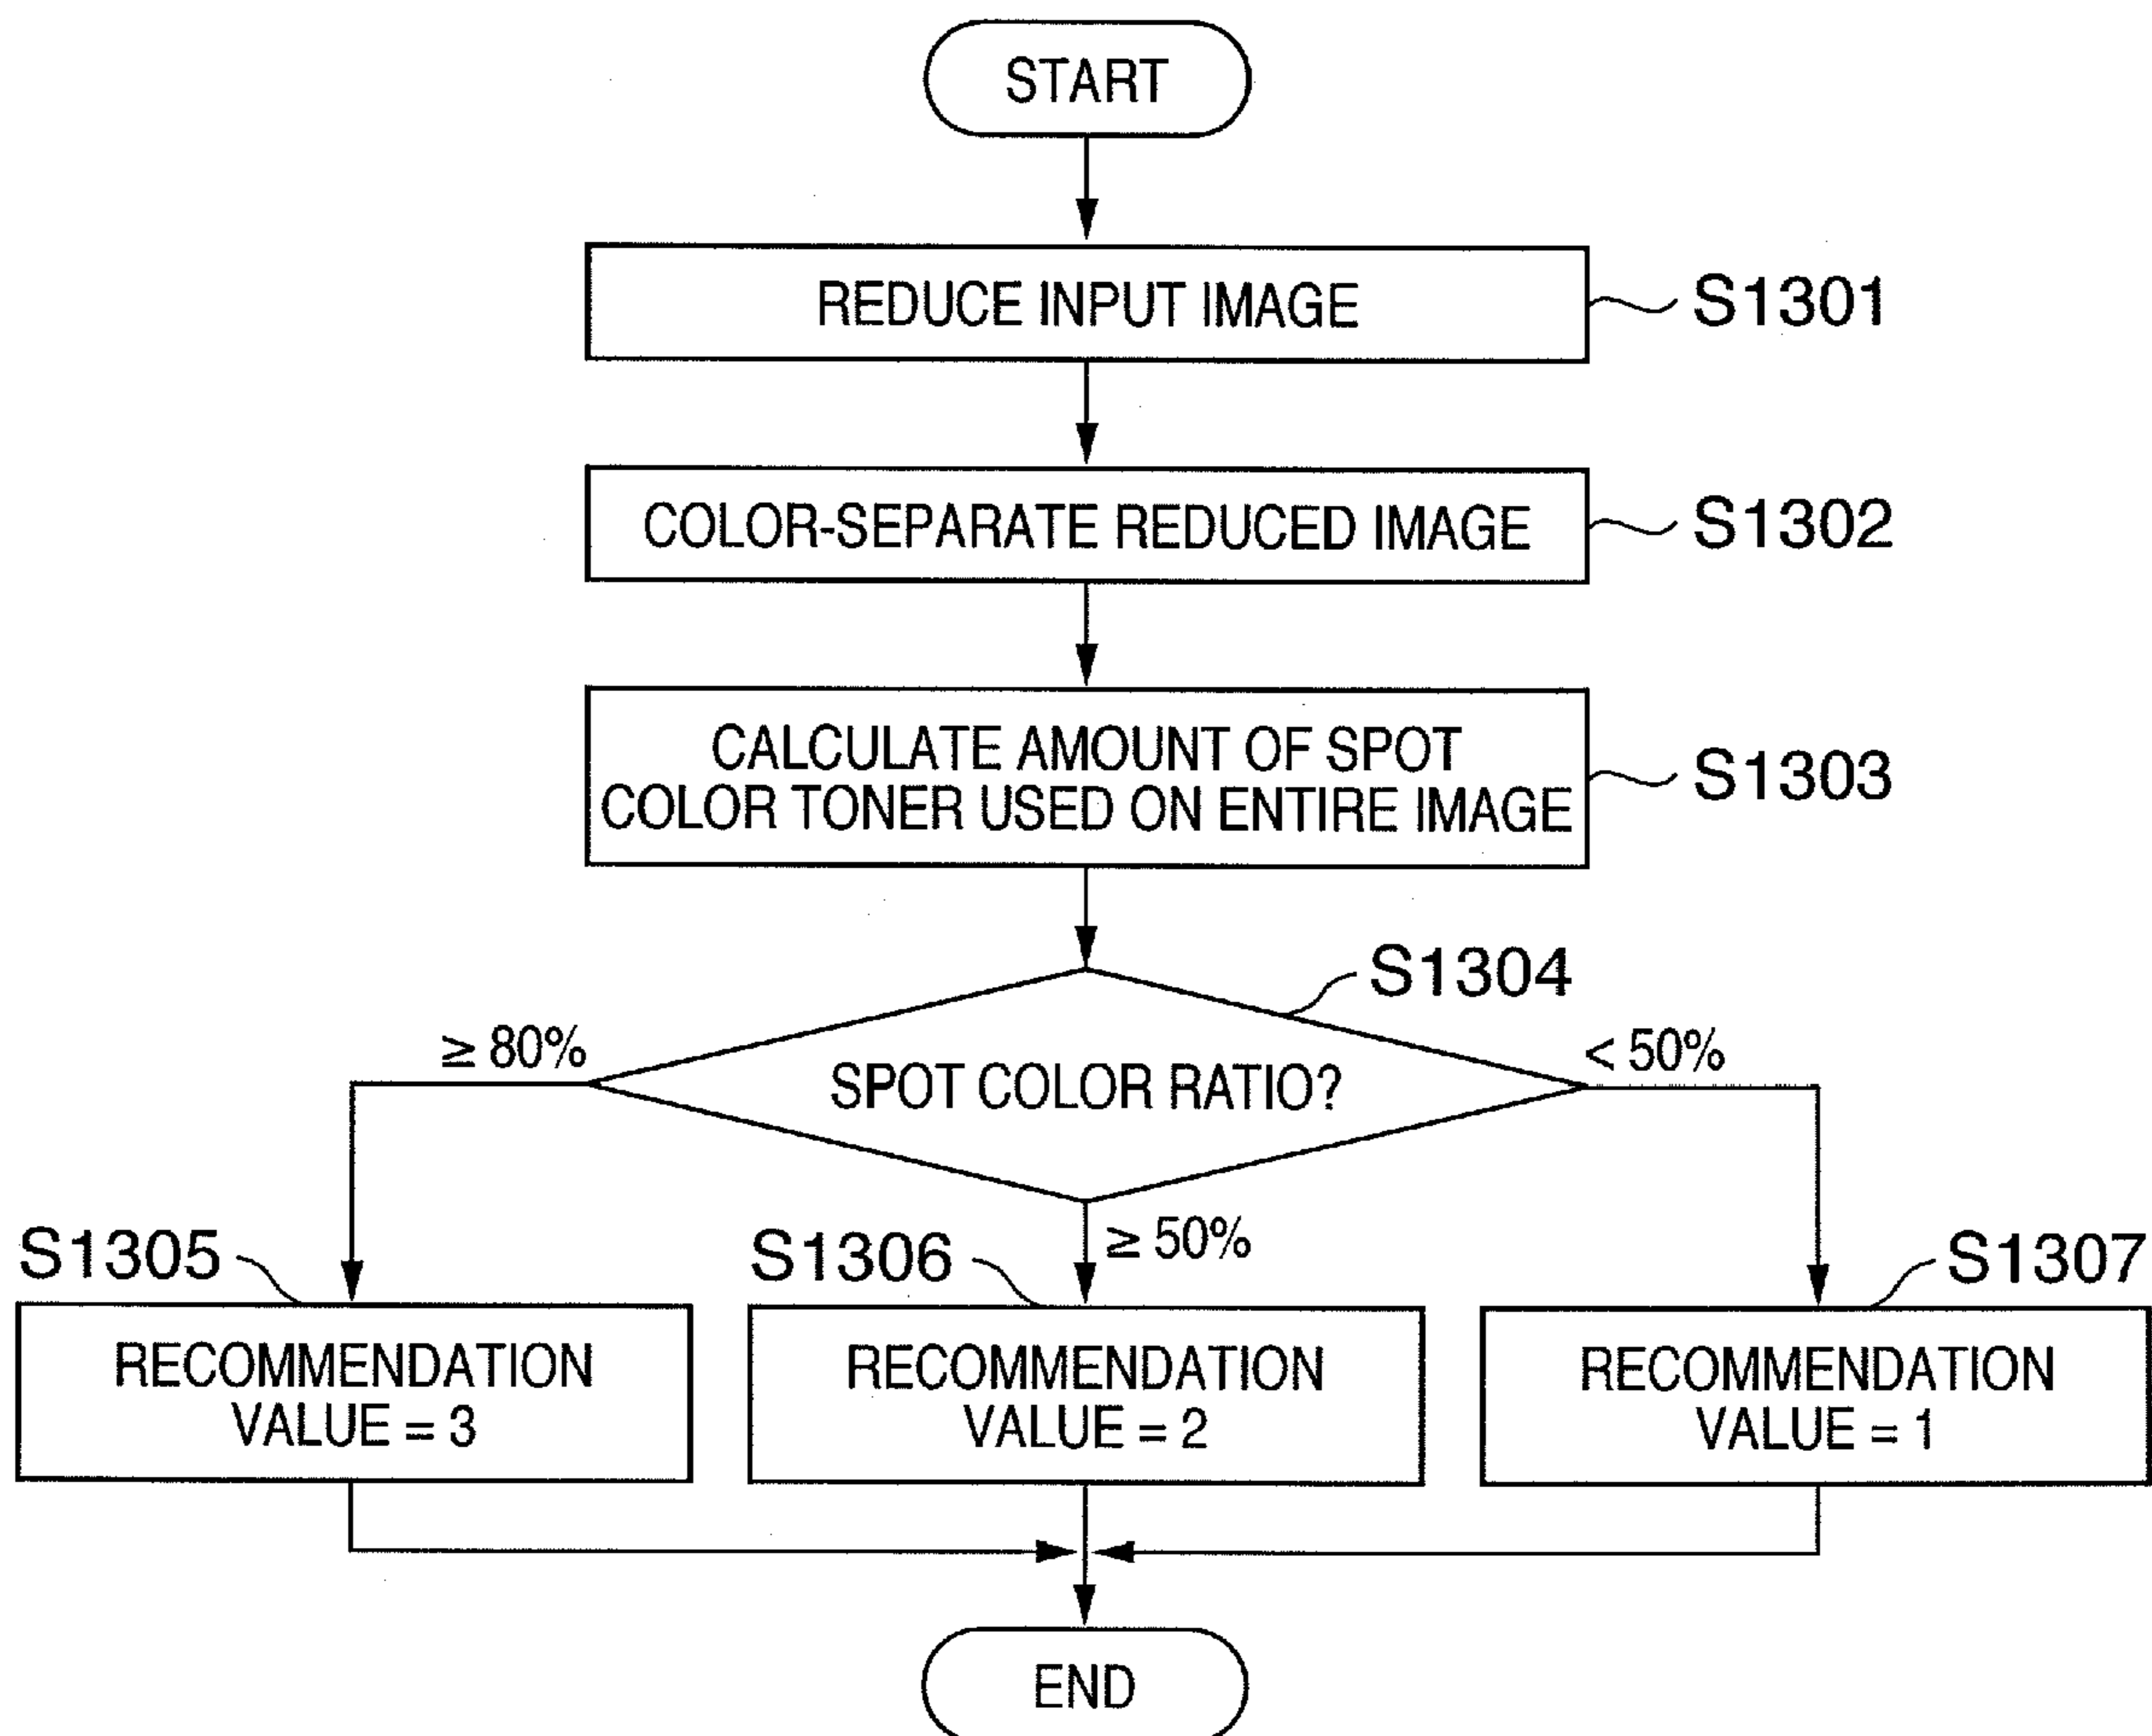 START
REDUCE INPUT IMAGE
S1301
COLOR-SEPARATE REDUCED IMAGE
S1302
CALCULATE AMOUNT OF SPOT
COLOR TONER USED ON ENTIRE IMAGE
S1303
S1304
≥ 80%
SPOT COLOR RATIO?
< 50%
≥ 50%
S1305
RECOMMENDATION
VALUE = 3
S1306
RECOMMENDATION
VALUE = 2
S1307
RECOMMENDATION
VALUE = 1
END